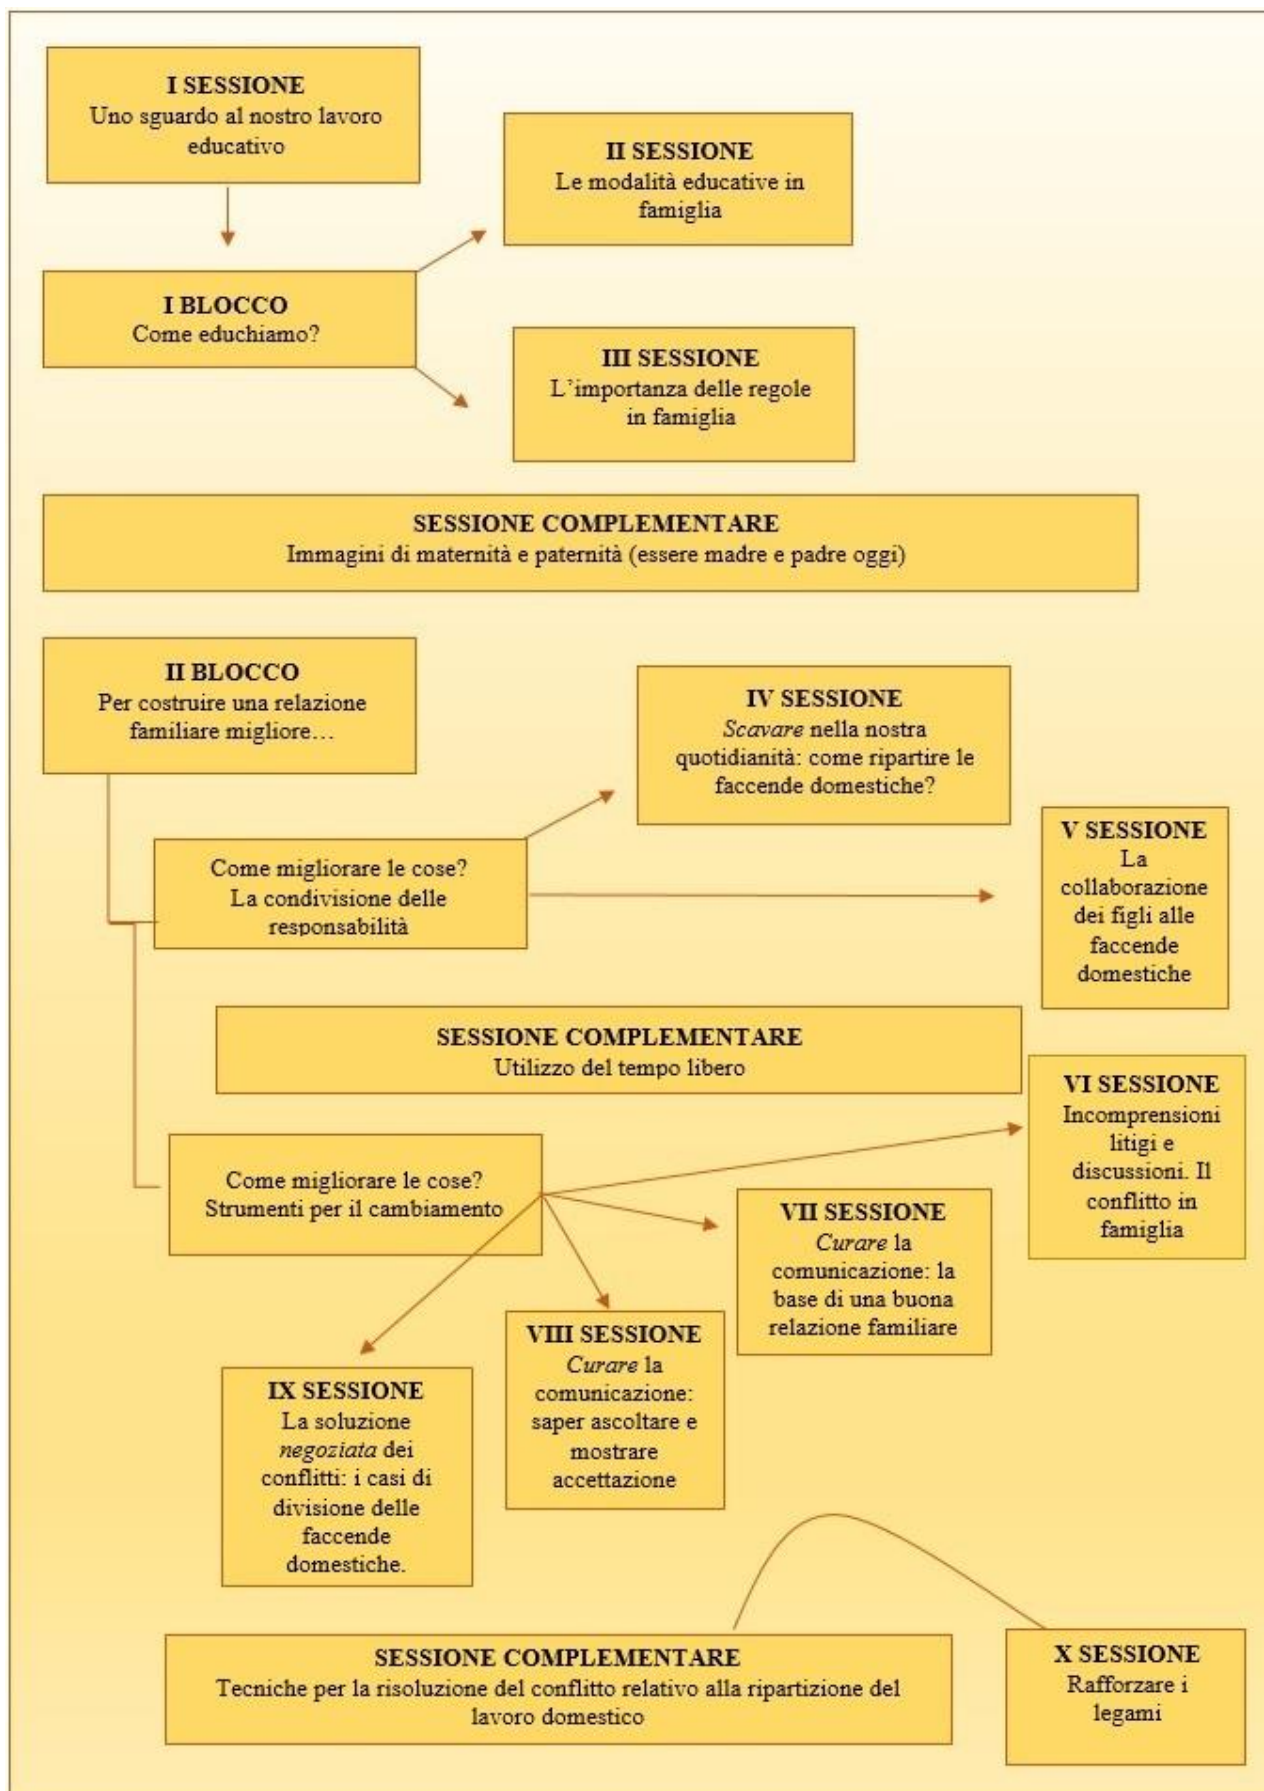 I SESSIONE
Uno sguardo al nostro lavoro
educativo
II SESSIONE
Le modalità educative in
famiglia
I BLOCCO
Come educhiamo?
III SESSIONE
L'importanza delle regole
in famiglia
SESSIONE COMPLEMENTARE
Immagini di maternità e paternità (essere madre e padre oggi)
II BLOCCO
Per costruire una relazione
familiare migliore…
IV SESSIONE
Scavare nella nostra
quotidianità: come ripartire le
faccende domestiche?
Come migliorare le cose?
La condivisione delle
responsabilità
V SESSIONE
La
collaborazione
dei figli alle
faccende
domestiche
SESSIONE COMPLEMENTARE
Utilizzo del tempo libero
VI SESSIONE
Incomprensioni
litigi e
discussioni. Il
conflitto in
famiglia
Come migliorare le cose?
Strumenti per il cambiamento
VII SESSIONE
Curare la
comunicazione: la
base di una buona
relazione familiare
VIII SESSIONE
Curare la
comunicazione:
saper ascoltare e
mostrare
accettazione
IX SESSIONE
La soluzione
negoziata dei
conflitti: i casi di
divisione delle
faccende
domestiche.
SESSIONE COMPLEMENTARE
Tecniche per la risoluzione del conflitto relativo alla ripartizione del
lavoro domestico
X SESSIONE
Rafforzare i
legami